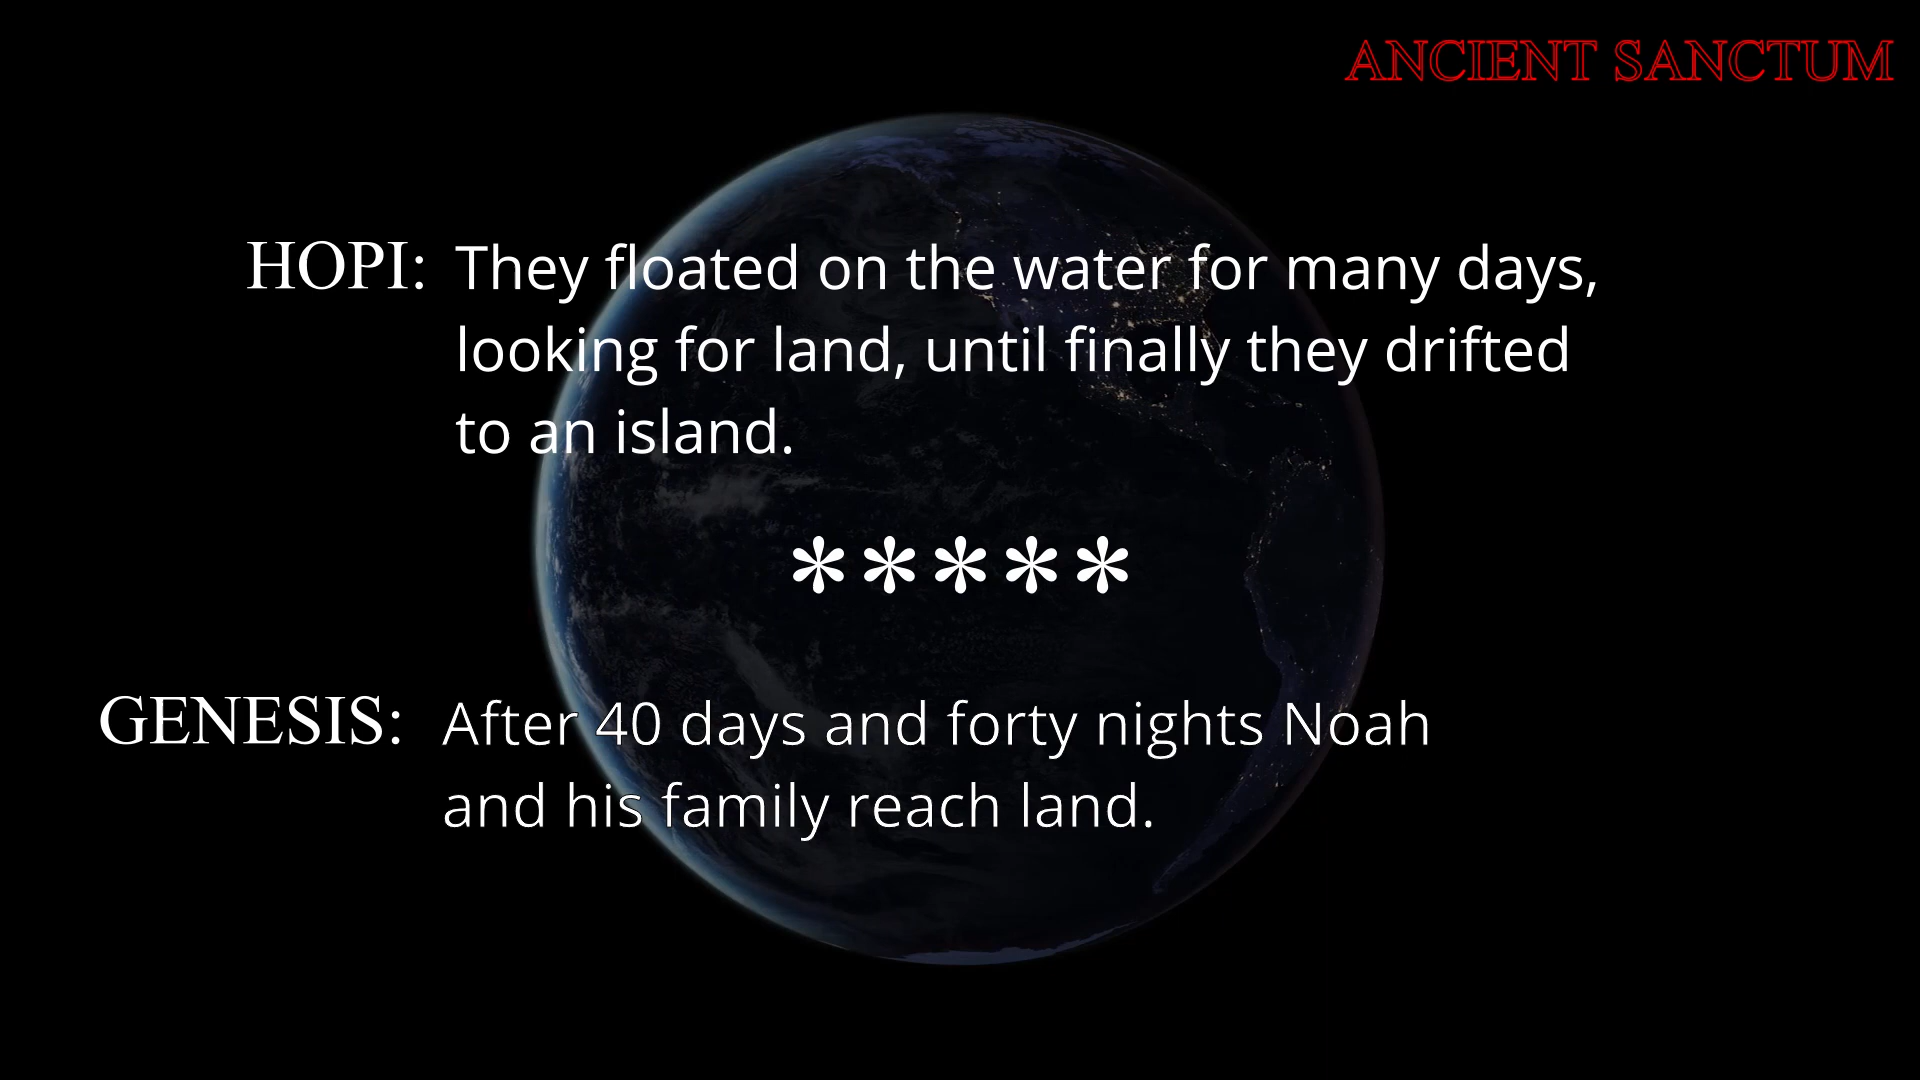 ANCIENT SANCTUM
HOPI: They floated on the water for many days,
looking for land, until finally they drifted
to an island.
*****
GENESIS: After 40 days and forty nights Noah
and his family reach land.